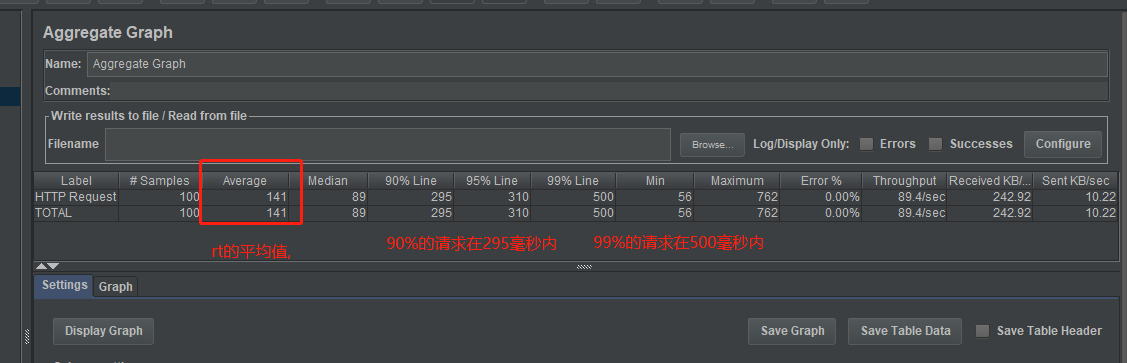 Aggregate Graph
Name: Aggregate Graph
Comments:
Write results to file / Read from file
Filename Browse... Log/Display Only: Errors Successes Configure
Label # Samples Average Median 90% Line 95% Line 99% Line Min Maximum Error % Throughput Received KB/... Sent KB/sec
HTTP Request 100 141 89 295 310 500 56 762 0.00% 89.4/sec 242.92 10.22
TOTAL 100 141 89 295 310 500 56 762 0.00% 89.4/sec 242.92 10.22
rt的平均值, 90%的请求在295毫秒内 99%的请求在500毫秒内
Settings Graph
Display Graph Save Graph Save Table Data Save Table Header